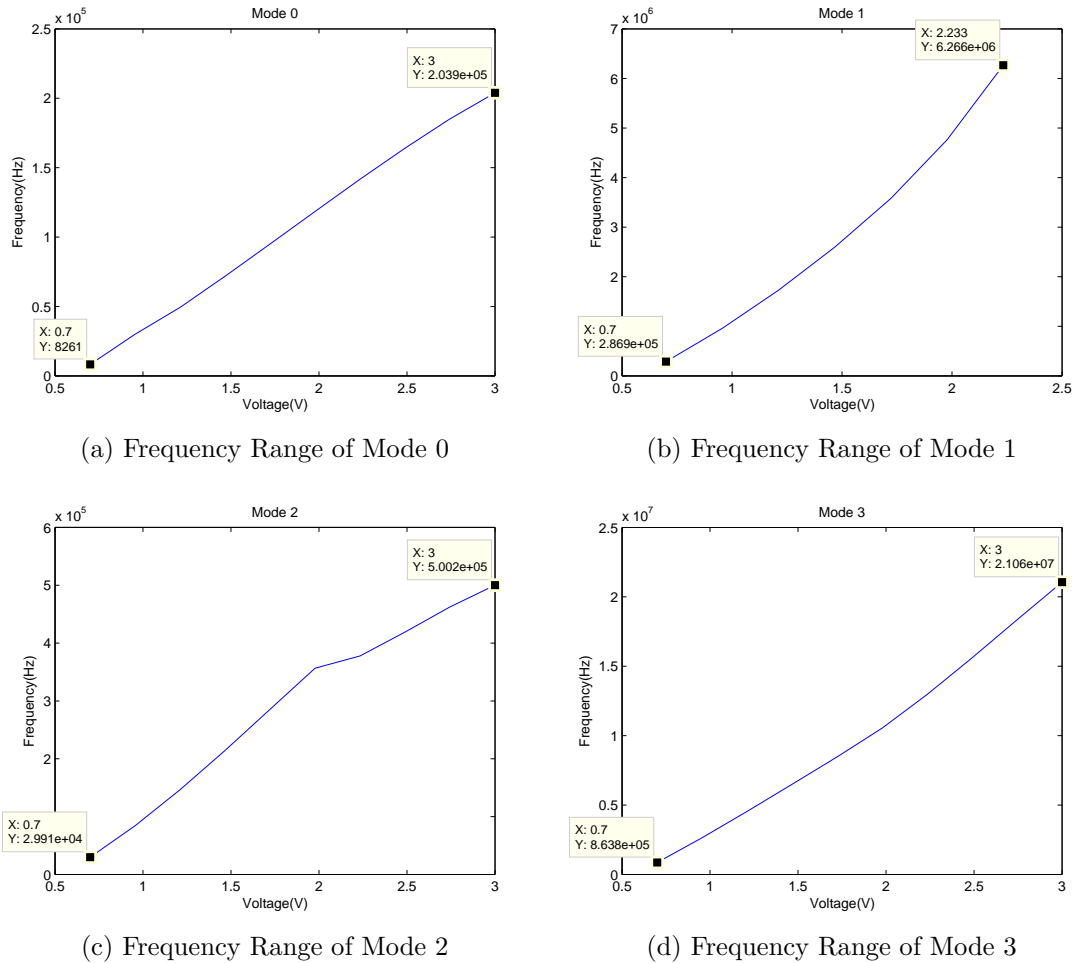 Mode 0
x 10^5
2.5
2
1.5
1
0.5
0
0.5 1 1.5 2 2.5 3
Frequency(Hz)
Voltage(V)
X: 3
Y: 2.039e+05
X: 0.7
Y: 8261
(a) Frequency Range of Mode 0
Mode 1
x 10^6
7
6
5
4
3
2
1
0
0.5 1 1.5 2 2.5
Frequency(Hz)
Voltage(V)
X: 2.233
Y: 6.266e+06
X: 0.7
Y: 2.869e+05
(b) Frequency Range of Mode 1
Mode 2
x 10^5
6
5
4
3
2
0
0.5 1 1.5 2 2.5 3
Frequency(Hz)
Voltage(V)
X: 3
Y: 5.002e+05
X: 0.7
Y: 2.991e+04
(c) Frequency Range of Mode 2
Mode 3
x 10^7
2.5
2
1.5
1
0.5
0
0.5 1 1.5 2 2.5 3
Frequency(Hz)
Voltage(V)
X: 3
Y: 2.106e+07
X: 0.7
Y: 8.638e+05
(d) Frequency Range of Mode 3